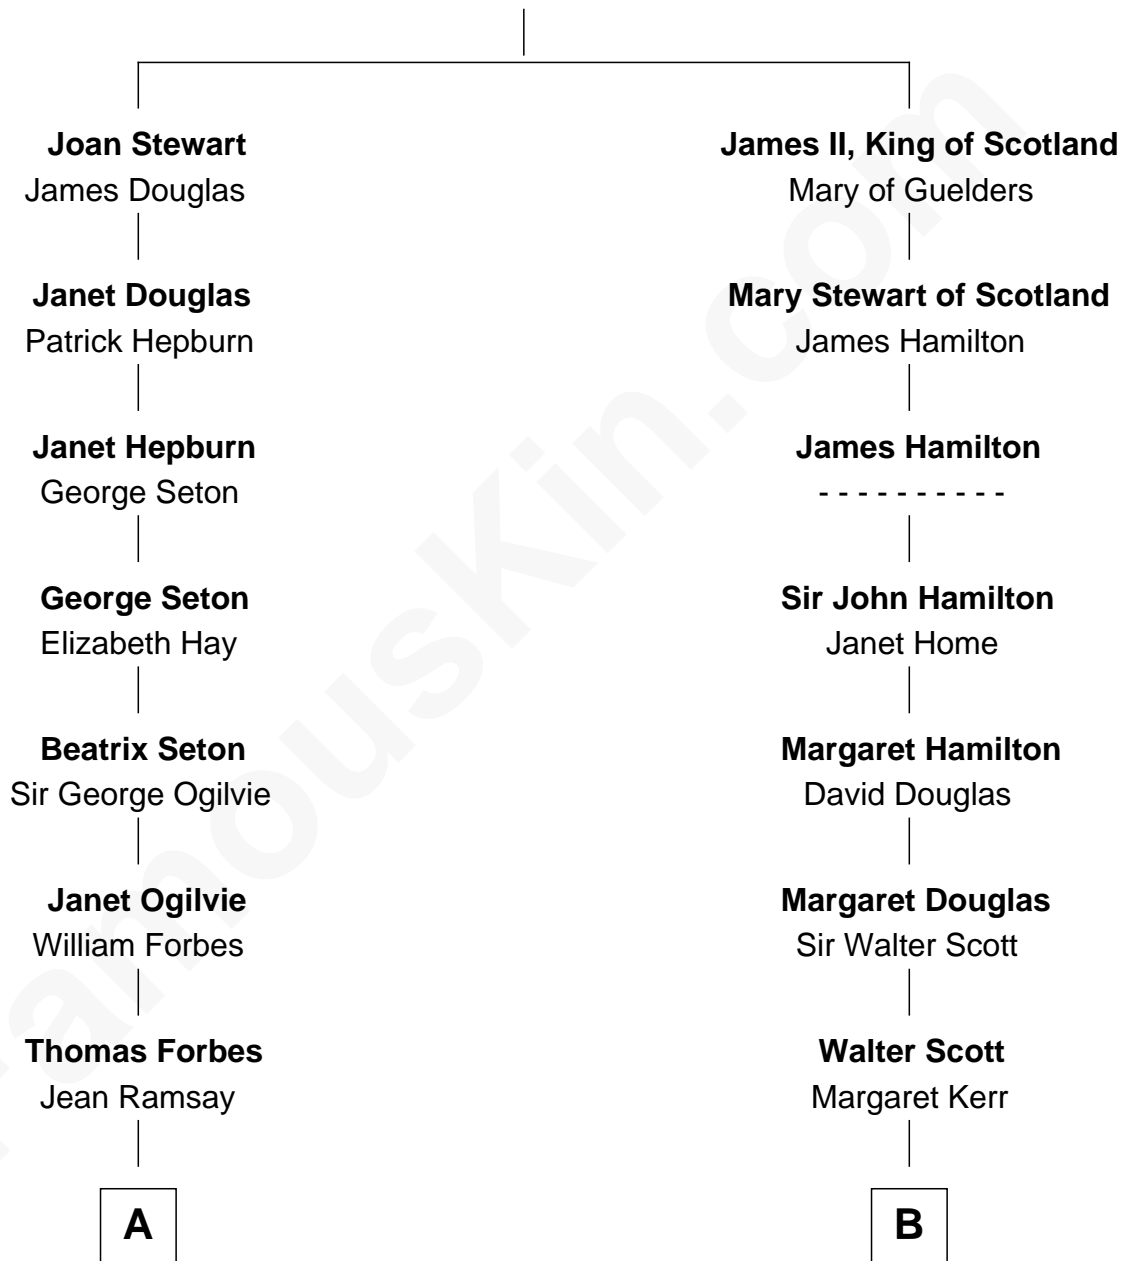 Joan Stewart
James Douglas
Janet Douglas
Patrick Hepburn
Janet Hepburn
George Seton
George Seton
Elizabeth Hay
Beatrix Seton
Sir George Ogilvie
Janet Ogilvie
William Forbes
Thomas Forbes
Jean Ramsay
A
James II, King of Scotland
Mary of Guelders
Mary Stewart of Scotland
James Hamilton
James Hamilton
- - - - - - - - - -
Sir John Hamilton
Janet Home
Margaret Hamilton
David Douglas
Margaret Douglas
Sir Walter Scott
Walter Scott
Margaret Kerr
B
FamousKin.com